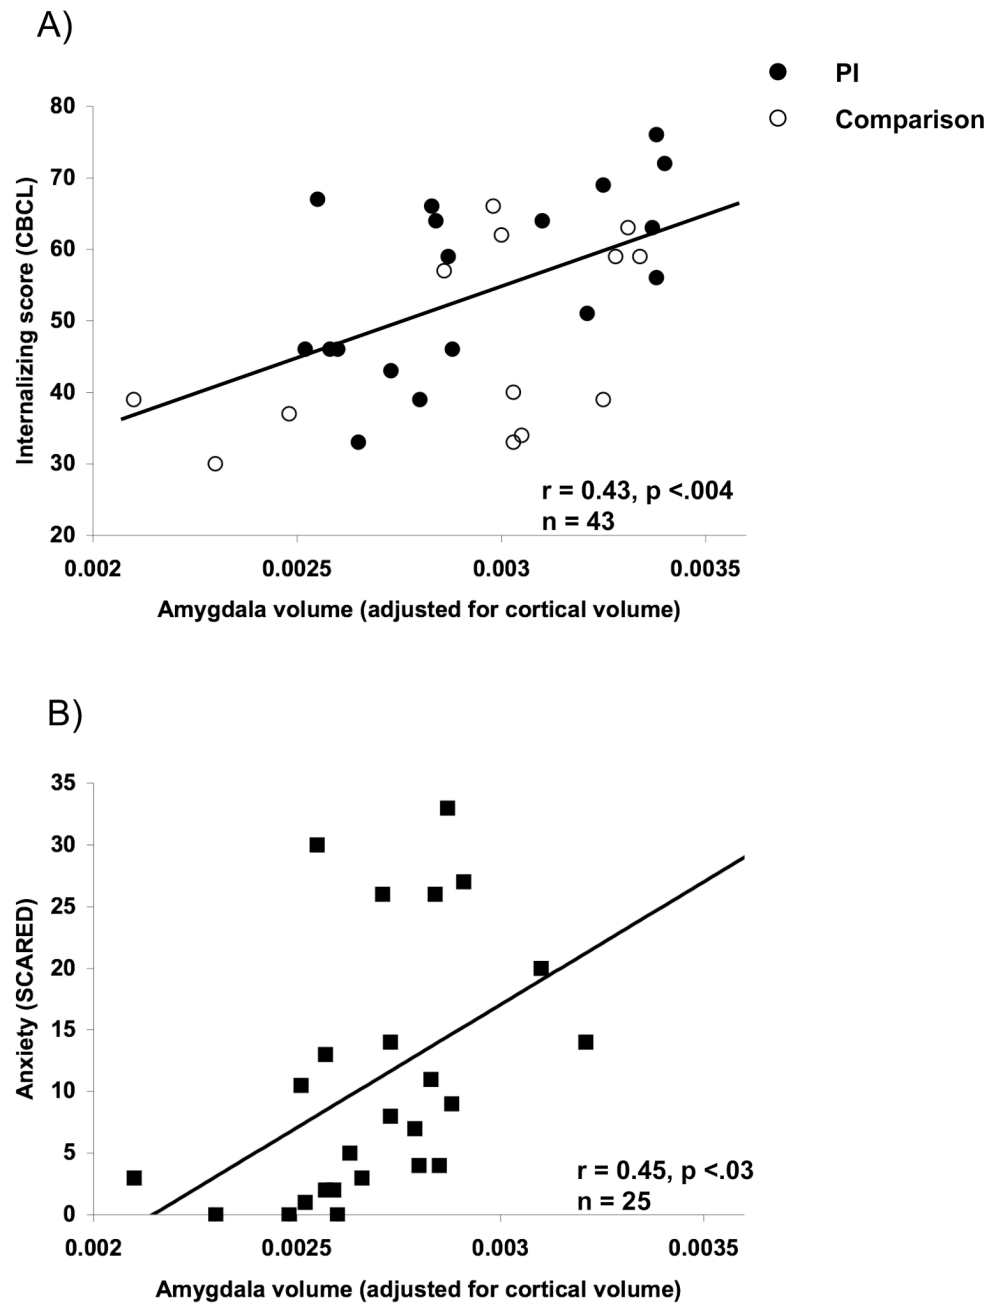 A)
PI
Comparison
80
70
60
50
40
30
20
Internalizing score (CBCL)
r = 0.43, p <.004
n = 43
0.002 0.0025 0.003 0.0035
Amygdala volume (adjusted for cortical volume)
B)
35
30
25
20
15
10
5
0
Anxiety (SCARED)
r = 0.45, p <.03
n = 25
0.002 0.0025 0.003 0.0035
Amygdala volume (adjusted for cortical volume)